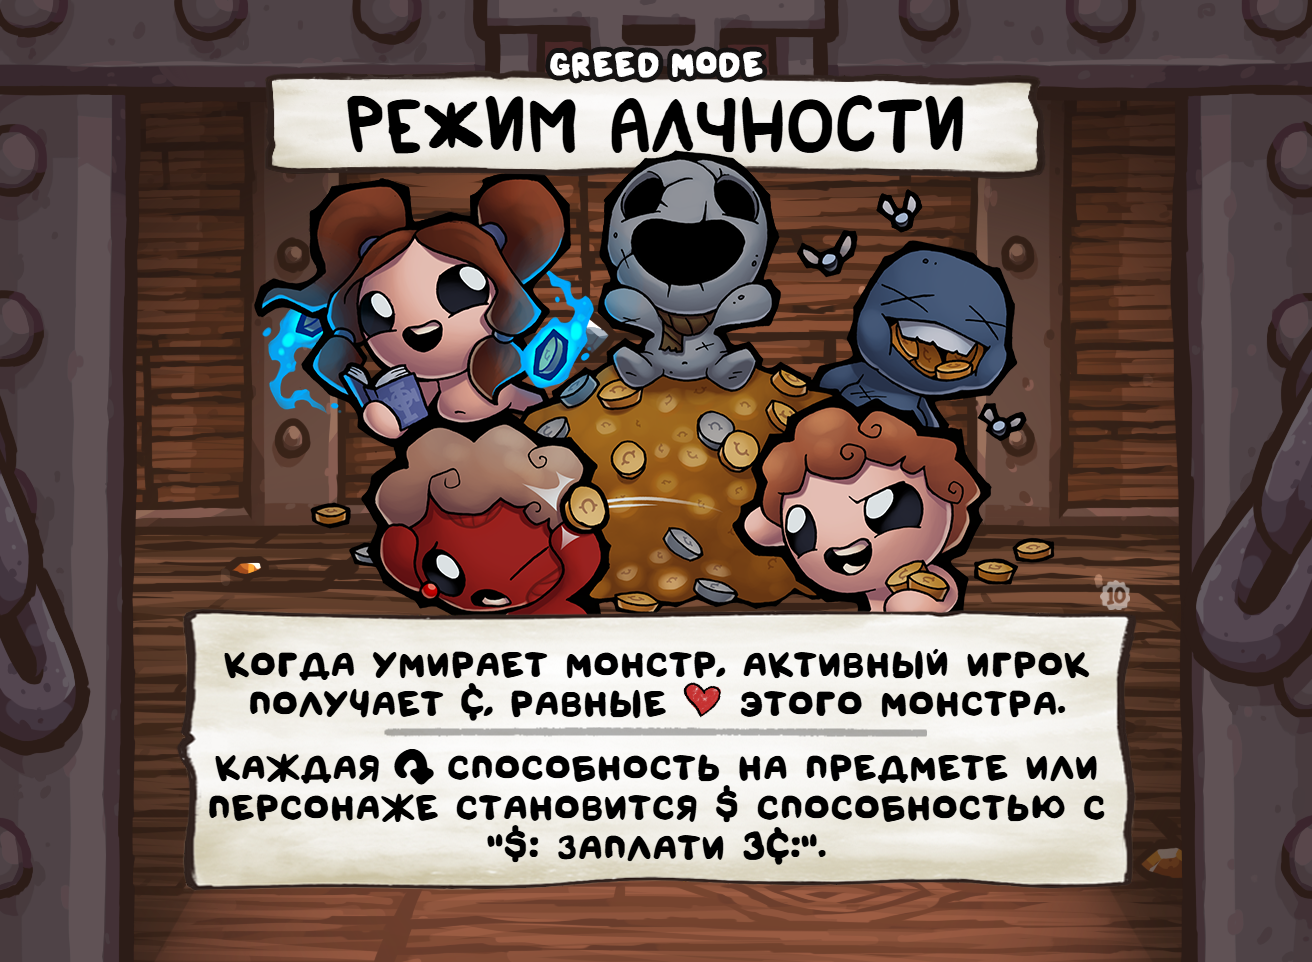 GREED MODE
РЕЖИМ АЛЧНОСТИ
10
КОГДА УМИРАЕТ МОНСТР, АКТИВНЫЙ ИГРОК
ПОЛУЧАЕТ ₵, РАВНЫЕ ❤ ЭТОГО МОНСТРА.
КАЖДАЯ ↷ СПОСОБНОСТЬ НА ПРЕДМЕТЕ ИЛИ
ПЕРСОНАЖЕ СТАНОВИТСЯ $ СПОСОБНОСТЬЮ С
"$: ЗАПЛАТИ 3₵:".